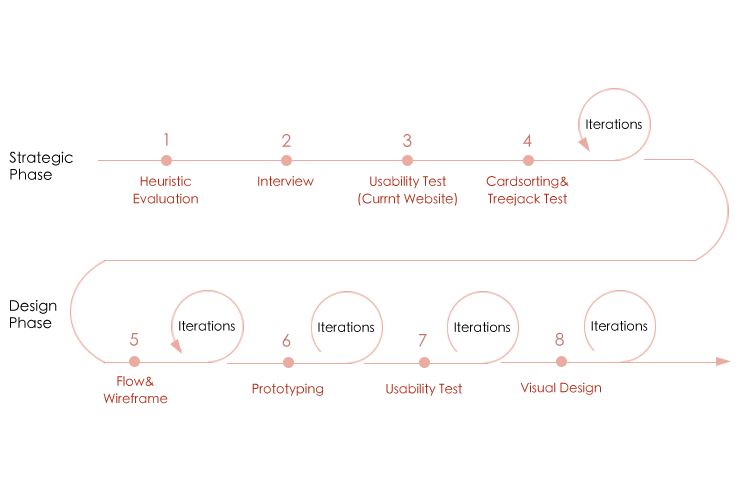 1
2
3
4
Iterations
Strategic
Phase
Heuristic
Evaluation
Interview
Usability Test
(Currnt Website)
Cardsorting&
Treejack Test
Design
Phase
5
Iterations
6
Iterations
7
Iterations
8
Iterations
Flow&
Wireframe
Prototyping
Usability Test
Visual Design